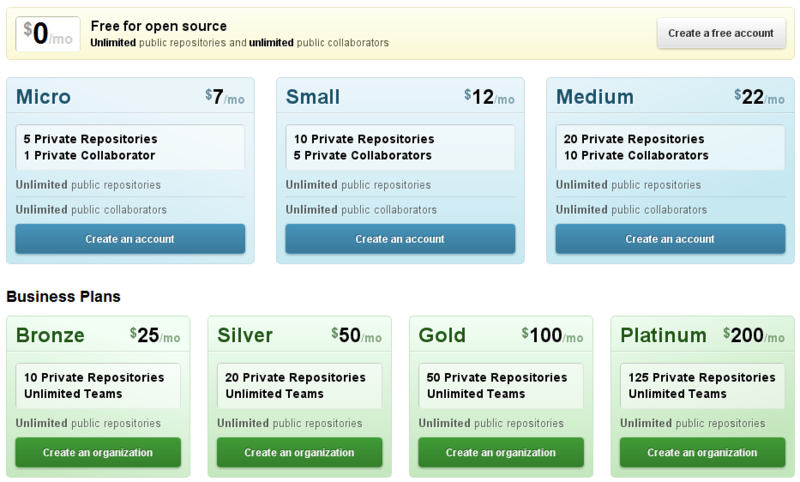 $0/mo
Free for open source
Unlimited public repositories and unlimited public collaborators
Create a free account
Micro $7/mo
5 Private Repositories
1 Private Collaborator
Unlimited public repositories
Unlimited public collaborators
Create an account
Small $12/mo
10 Private Repositories
5 Private Collaborators
Unlimited public repositories
Unlimited public collaborators
Create an account
Medium $22/mo
20 Private Repositories
10 Private Collaborators
Unlimited public repositories
Unlimited public collaborators
Create an account
Business Plans
Bronze $25/mo
10 Private Repositories
Unlimited Teams
Unlimited public repositories
Create an organization
Silver $50/mo
20 Private Repositories
Unlimited Teams
Unlimited public repositories
Create an organization
Gold $100/mo
50 Private Repositories
Unlimited Teams
Unlimited public repositories
Create an organization
Platinum $200/mo
125 Private Repositories
Unlimited Teams
Unlimited public repositories
Create an organization